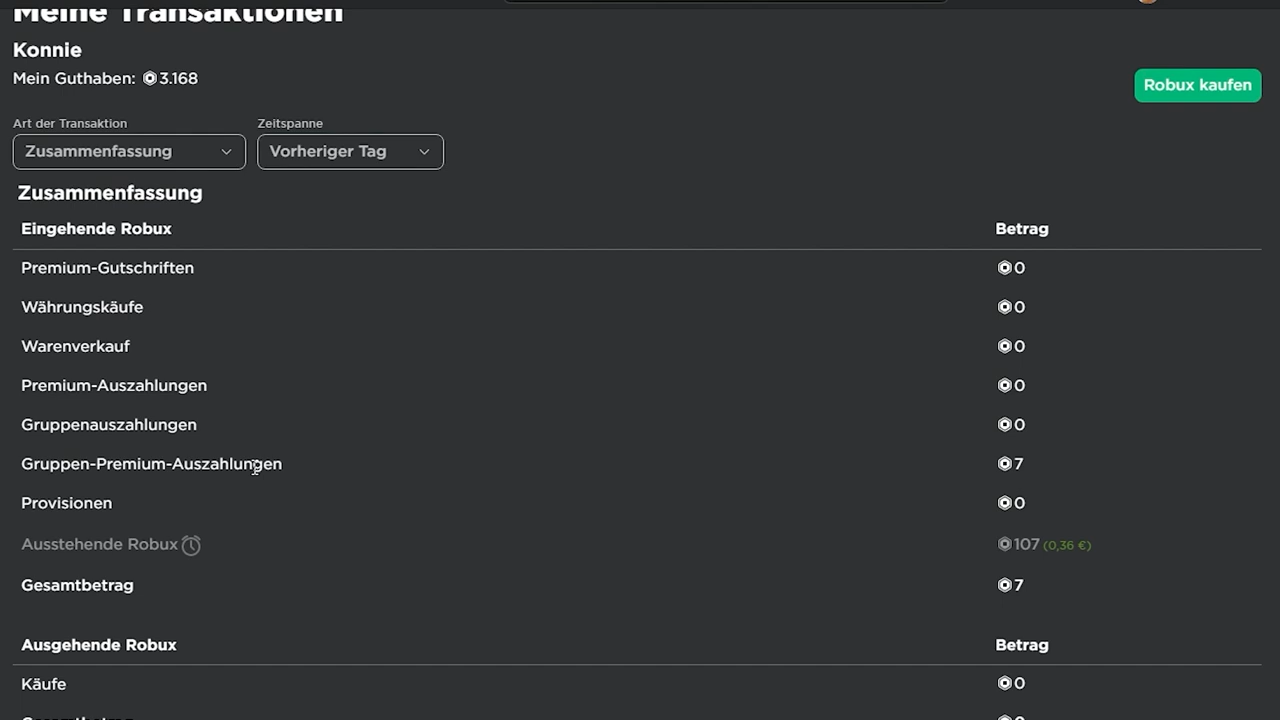 Meine Transaktionen
Konnie
Mein Guthaben: 3.168
Robux kaufen
Art der Transaktion Zeitspanne
Zusammenfassung Vorheriger Tag
Zusammenfassung
Eingehende Robux Betrag
Premium-Gutschriften 0
Währungskäufe 0
Warenverkauf 0
Premium-Auszahlungen 0
Gruppenauszahlungen 0
Gruppen-Premium-Auszahlungen 7
Provisionen 0
Ausstehende Robux 107 (0,36 €)
Gesamtbetrag 7
Ausgehende Robux Betrag
Käufe 0